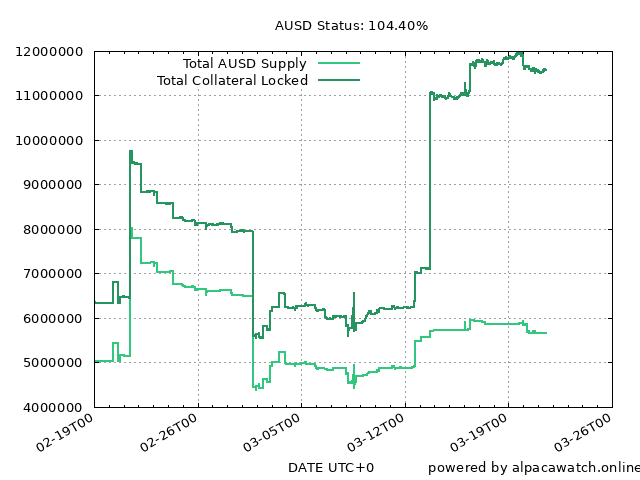 AUSD Status: 104.40%
12000000
Total AUSD Supply
Total Collateral Locked
11000000
10000000
9000000
8000000
7000000
6000000
5000000
4000000
02-19T00 02-26T00 03-05T00 03-12T00 03-19T00 03-26T00
DATE UTC+0 powered by alpacawatch.online